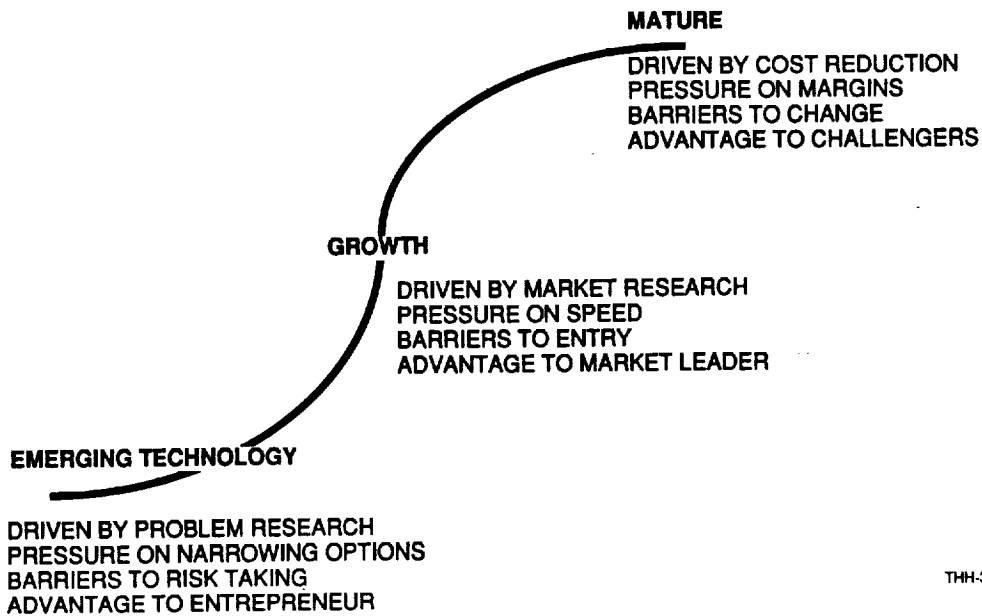 MATURE
DRIVEN BY COST REDUCTION
PRESSURE ON MARGINS
BARRIERS TO CHANGE
ADVANTAGE TO CHALLENGERS
GROWTH
DRIVEN BY MARKET RESEARCH
PRESSURE ON SPEED
BARRIERS TO ENTRY
ADVANTAGE TO MARKET LEADER
EMERGING TECHNOLOGY
DRIVEN BY PROBLEM RESEARCH
PRESSURE ON NARROWING OPTIONS
BARRIERS TO RISK TAKING
ADVANTAGE TO ENTREPRENEUR